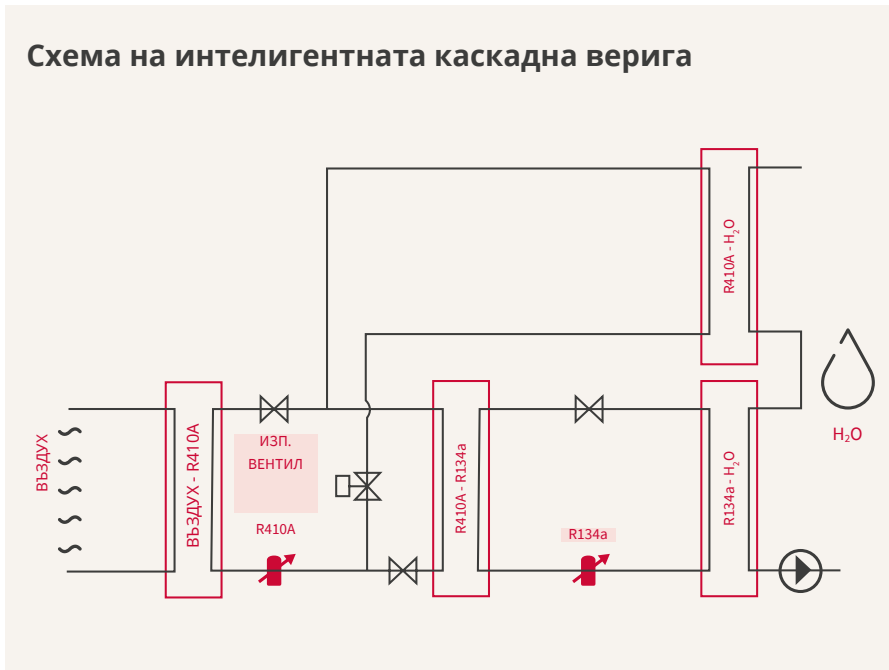 Схема на интелигентната каскадна верига
R410A - H₂O
ВЪЗДУХ
ВЪЗДУХ - R410A
ИЗП.
ВЕНТИЛ
R410A
R410A - R134a
R134a
R134a - H₂O
H₂O